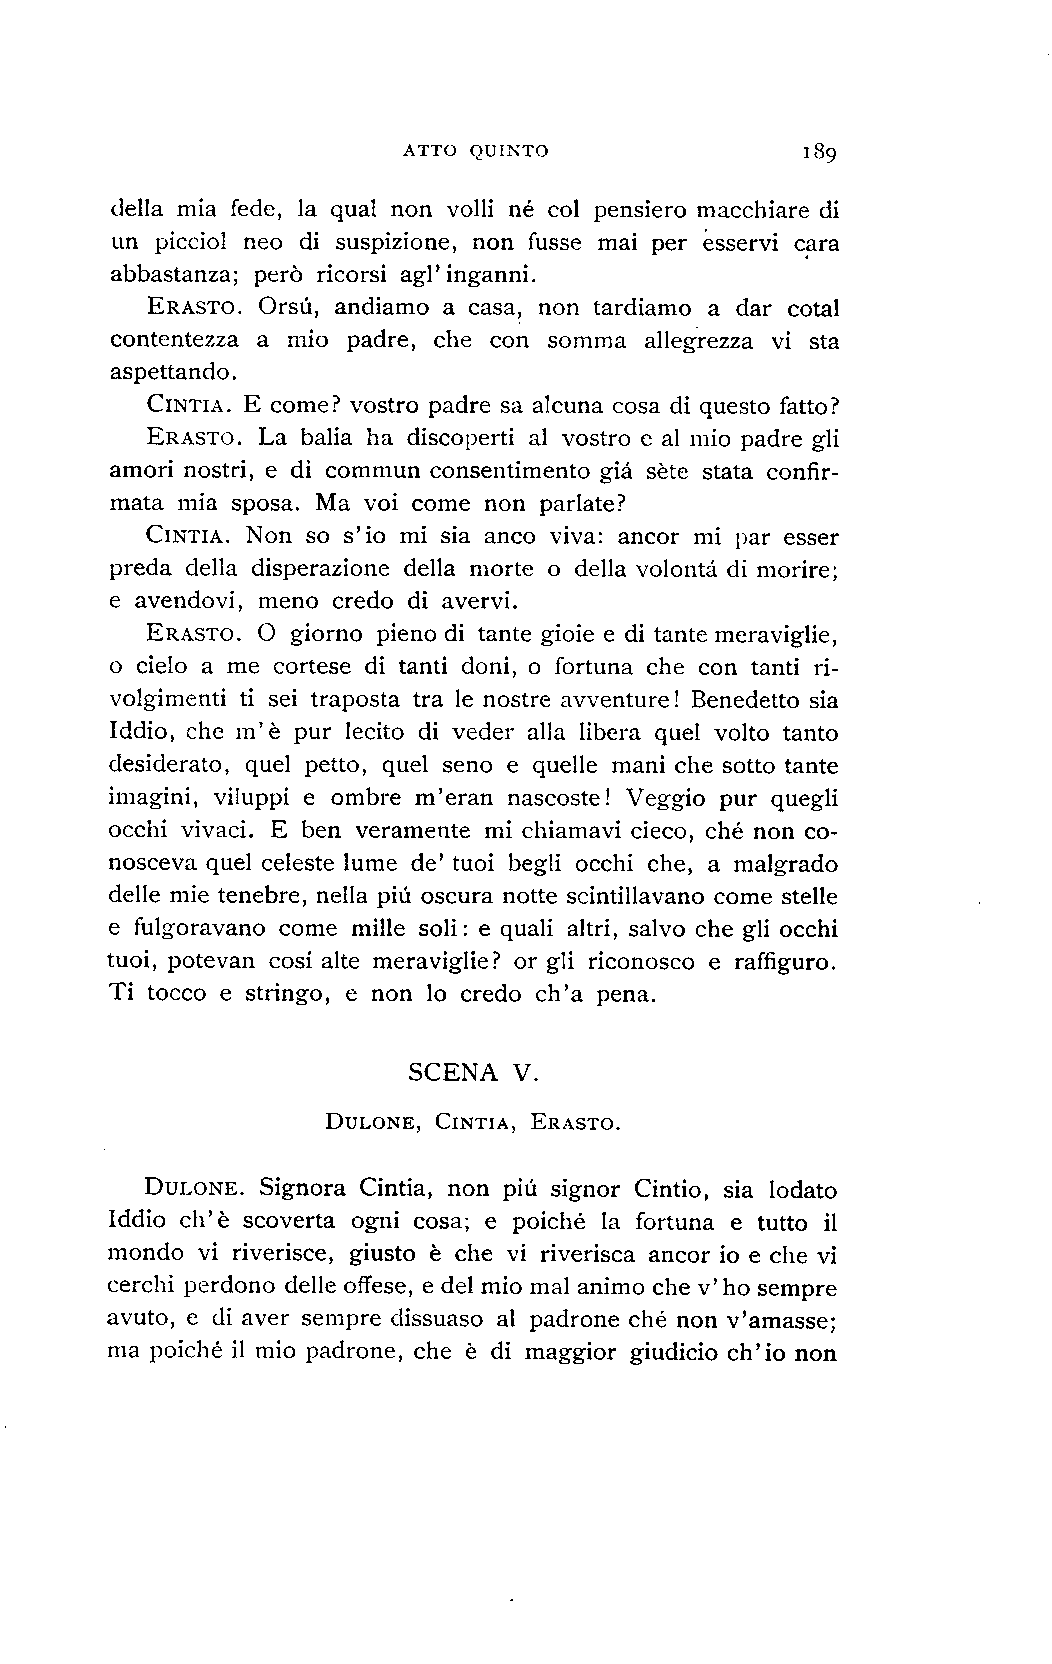 ATTO QUINTO 189
della mia fede, la qual non volli né col pensiero macchiare di
un picciol neo di suspizione, non fusse mai per esservi cara
abbastanza; però ricorsi agl'inganni.
ERASTO. Orsú, andiamo a casa, non tardiamo a dar cotal
contentezza a mio padre, che con somma allegrezza vi sta
aspettando.
CINTIA. E come? vostro padre sa alcuna cosa di questo fatto?
ERASTO. La balia ha discoperti al vostro e al mio padre gli
amori nostri, e di commun consentimento giá sète stata confir-
mata mia sposa. Ma voi come non parlate?
CINTIA. Non so s'io mi sia anco viva: ancor mi par esser
preda della disperazione della morte o della volontá di morire;
e avendovi, meno credo di avervi.
ERASTO. O giorno pieno di tante gioie e di tante meraviglie,
o cielo a me cortese di tanti doni, o fortuna che con tanti ri-
volgimenti ti sei traposta tra le nostre avventure! Benedetto sia
Iddio, che m'è pur lecito di veder alla libera quel volto tanto
desiderato, quel petto, quel seno e quelle mani che sotto tante
imagini, viluppi e ombre m'eran nascoste! Veggio pur quegli
occhi vivaci. E ben veramente mi chiamavi cieco, ché non co-
nosceva quel celeste lume de' tuoi begli occhi che, a malgrado
delle mie tenebre, nella piú oscura notte scintillavano come stelle
e fulgoravano come mille soli: e quali altri, salvo che gli occhi
tuoi, potevan cosi alte meraviglie? or gli riconosco e raffiguro.
Ti tocco e stringo, e non lo credo ch'a pena.
SCENA V.
DULONE, CINTIA, ERASTO.
DULONE. Signora Cintia, non piú signor Cintio, sia lodato
Iddio ch'è scoverta ogni cosa; e poiché la fortuna e tutto il
mondo vi riverisce, giusto è che vi riverisca ancor io e che vi
cerchi perdono delle offese, e del mio mal animo che v'ho sempre
avuto, e di aver sempre dissuaso al padrone ché non v'amasse;
ma poiché il mio padrone, che è di maggior giudicio ch'io non